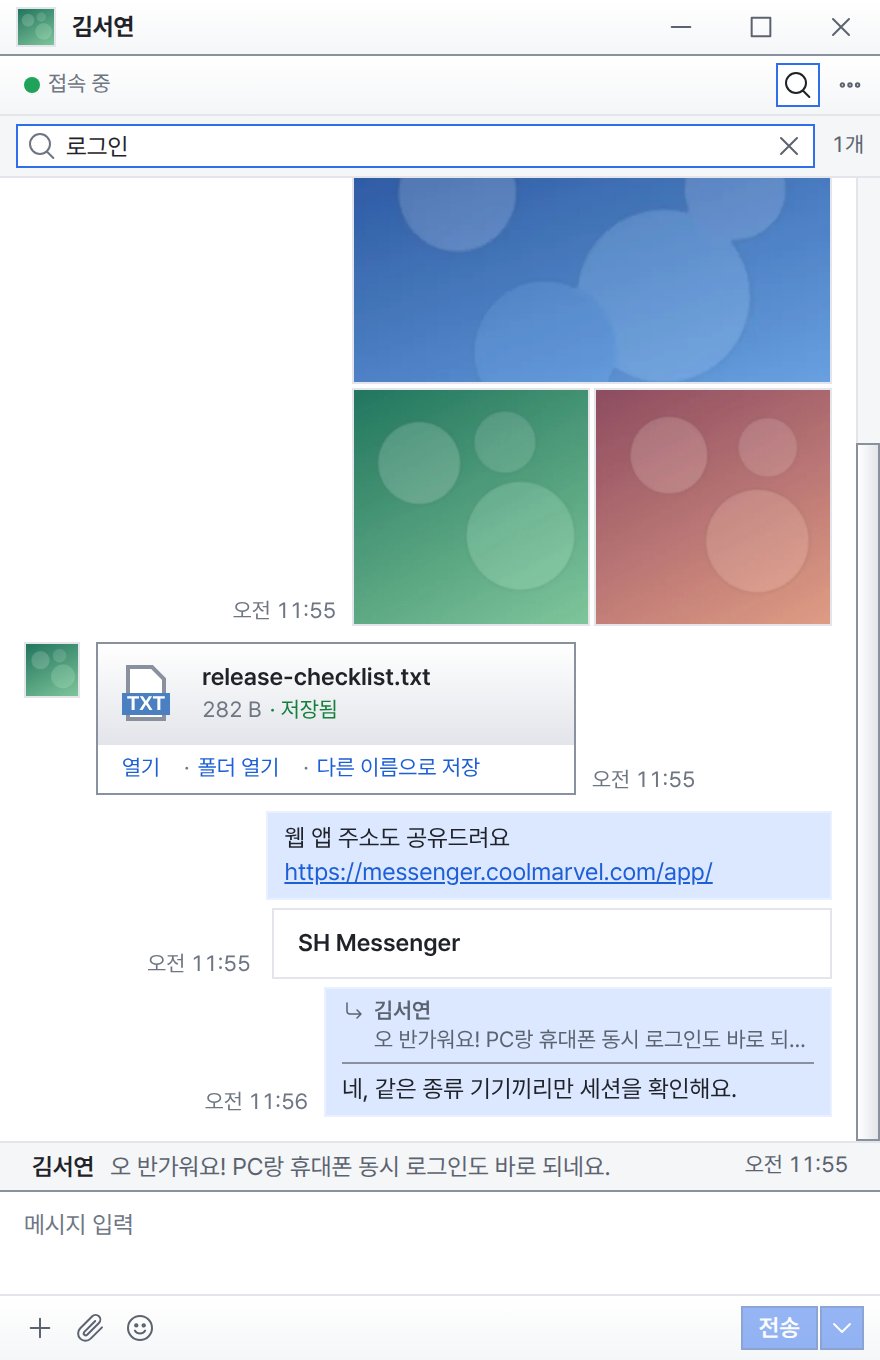 김서연
접속 중
로그인
1개
오전 11:55
TXT
release-checklist.txt
282 B · 저장됨
열기 · 폴더 열기 · 다른 이름으로 저장
오전 11:55
웹 앱 주소도 공유드려요
https://messenger.coolmarvel.com/app/
SH Messenger
오전 11:55
김서연
오 반가워요! PC랑 휴대폰 동시 로그인도 바로 되...
네, 같은 종류 기기끼리만 세션을 확인해요.
오전 11:56
김서연 오 반가워요! PC랑 휴대폰 동시 로그인도 바로 되네요. 오전 11:55
메시지 입력
전송